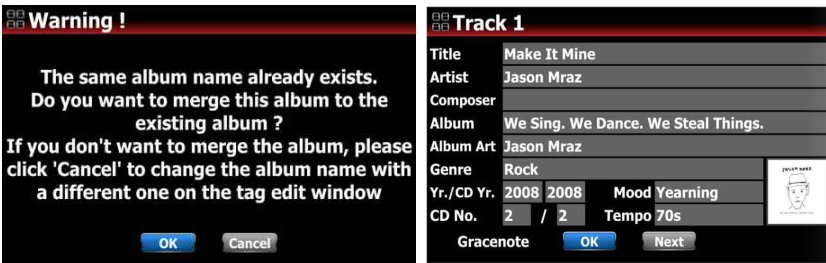 Warning !
The same album name already exists.
Do you want to merge this album to the
existing album ?
If you don't want to merge the album, please
click 'Cancel' to change the album name with
a different one on the tag edit window
OK Cancel
Track 1
Title Make It Mine
Artist Jason Mraz
Composer
Album We Sing. We Dance. We Steal Things.
Album Art Jason Mraz
Genre Rock
Yr./CD Yr. 2008 2008 Mood Yearning
CD No. 2 / 2 Tempo 70s
Gracenote OK Next
JASON MRAZ